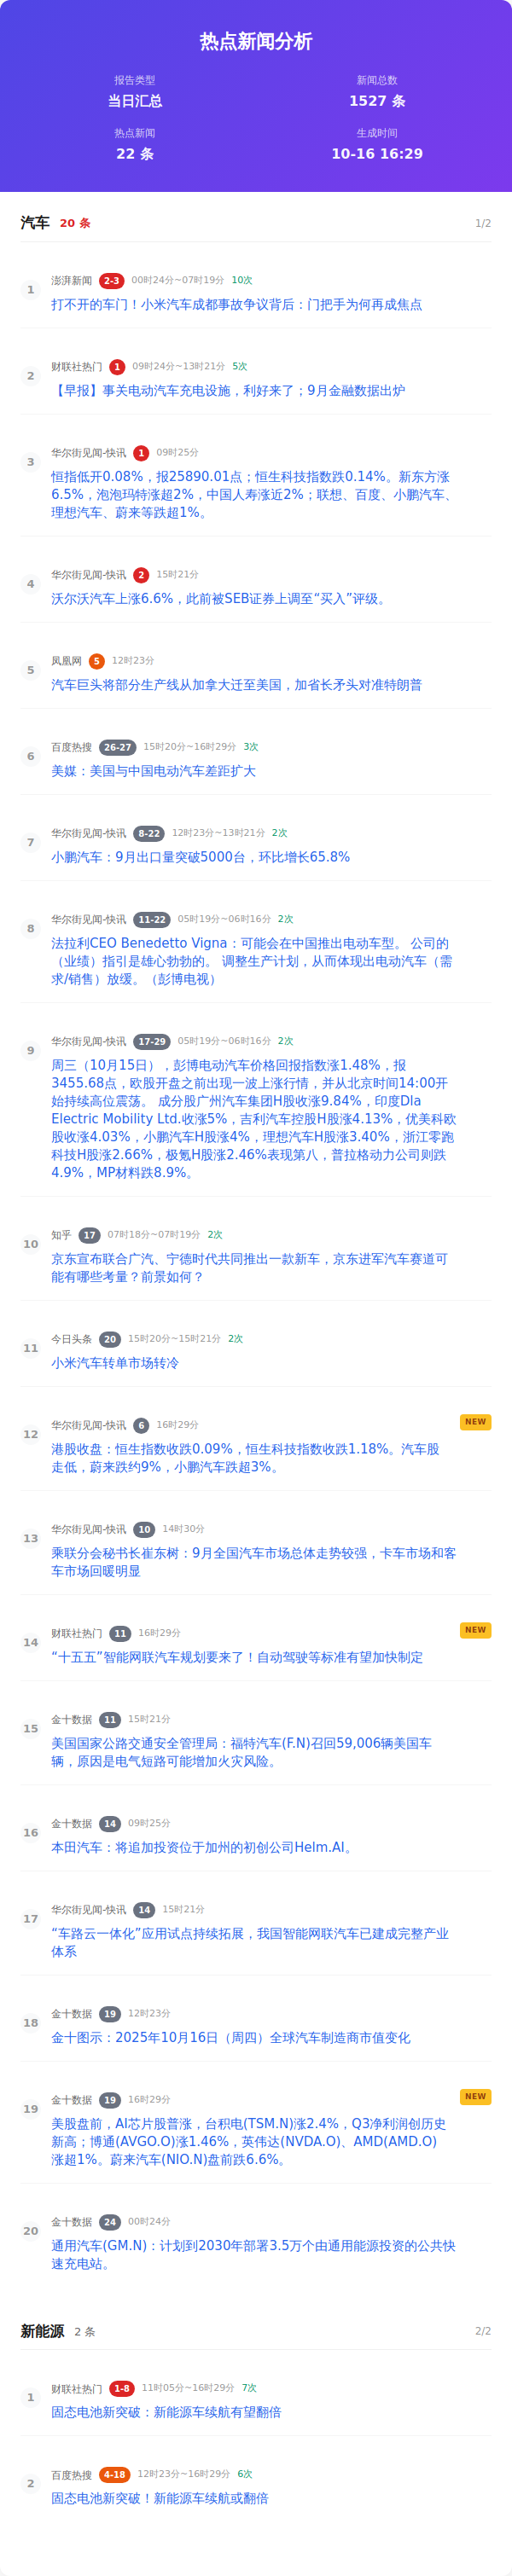 热点新闻分析
报告类型
当日汇总
新闻总数
1527 条
热点新闻
22 条
生成时间
10-16 16:29
汽车 20 条 1/2
1
澎湃新闻 2-3 00时24分~07时19分 10次
打不开的车门！小米汽车成都事故争议背后：门把手为何再成焦点
2
财联社热门 1 09时24分~13时21分 5次
【早报】事关电动汽车充电设施，利好来了；9月金融数据出炉
3
华尔街见闻-快讯 1 09时25分
恒指低开0.08%，报25890.01点；恒生科技指数跌0.14%。新东方涨
6.5%，泡泡玛特涨超2%，中国人寿涨近2%；联想、百度、小鹏汽车、
理想汽车、蔚来等跌超1%。
4
华尔街见闻-快讯 2 15时21分
沃尔沃汽车上涨6.6%，此前被SEB证券上调至“买入”评级。
5
凤凰网 5 12时23分
汽车巨头将部分生产线从加拿大迁至美国，加省长矛头对准特朗普
6
百度热搜 26-27 15时20分~16时29分 3次
美媒：美国与中国电动汽车差距扩大
7
华尔街见闻-快讯 8-22 12时23分~13时21分 2次
小鹏汽车：9月出口量突破5000台，环比增长65.8%
8
华尔街见闻-快讯 11-22 05时19分~06时16分 2次
法拉利CEO Benedetto Vigna：可能会在中国推出电动车型。 公司的
（业绩）指引是雄心勃勃的。 调整生产计划，从而体现出电动汽车（需
求/销售）放缓。（彭博电视）
9
华尔街见闻-快讯 17-29 05时19分~06时16分 2次
周三（10月15日），彭博电动汽车价格回报指数涨1.48%，报
3455.68点，欧股开盘之前出现一波上涨行情，并从北京时间14:00开
始持续高位震荡。 成分股广州汽车集团H股收涨9.84%，印度Ola
Electric Mobility Ltd.收涨5%，吉利汽车控股H股涨4.13%，优美科欧
股收涨4.03%，小鹏汽车H股涨4%，理想汽车H股涨3.40%，浙江零跑
科技H股涨2.66%，极氪H股涨2.46%表现第八，普拉格动力公司则跌
4.9%，MP材料跌8.9%。
10
知乎 17 07时18分~07时19分 2次
京东宣布联合广汽、宁德时代共同推出一款新车，京东进军汽车赛道可
能有哪些考量？前景如何？
11
今日头条 20 15时20分~15时21分 2次
小米汽车转单市场转冷
12
华尔街见闻-快讯 6 16时29分 NEW
港股收盘：恒生指数收跌0.09%，恒生科技指数收跌1.18%。汽车股
走低，蔚来跌约9%，小鹏汽车跌超3%。
13
华尔街见闻-快讯 10 14时30分
乘联分会秘书长崔东树：9月全国汽车市场总体走势较强，卡车市场和客
车市场回暖明显
14
财联社热门 11 16时29分 NEW
“十五五”智能网联汽车规划要来了！自动驾驶等标准有望加快制定
15
金十数据 11 15时21分
美国国家公路交通安全管理局：福特汽车(F.N)召回59,006辆美国车
辆，原因是电气短路可能增加火灾风险。
16
金十数据 14 09时25分
本田汽车：将追加投资位于加州的初创公司Helm.AI。
17
华尔街见闻-快讯 14 15时21分
“车路云一体化”应用试点持续拓展，我国智能网联汽车已建成完整产业
体系
18
金十数据 19 12时23分
金十图示：2025年10月16日（周四）全球汽车制造商市值变化
19
金十数据 19 16时29分 NEW
美股盘前，AI芯片股普涨，台积电(TSM.N)涨2.4%，Q3净利润创历史
新高；博通(AVGO.O)涨1.46%，英伟达(NVDA.O)、AMD(AMD.O)
涨超1%。蔚来汽车(NIO.N)盘前跌6.6%。
20
金十数据 24 00时24分
通用汽车(GM.N)：计划到2030年部署3.5万个由通用能源投资的公共快
速充电站。
新能源 2 条 2/2
1
财联社热门 1-8 11时05分~16时29分 7次
固态电池新突破：新能源车续航有望翻倍
2
百度热搜 4-18 12时23分~16时29分 6次
固态电池新突破！新能源车续航或翻倍